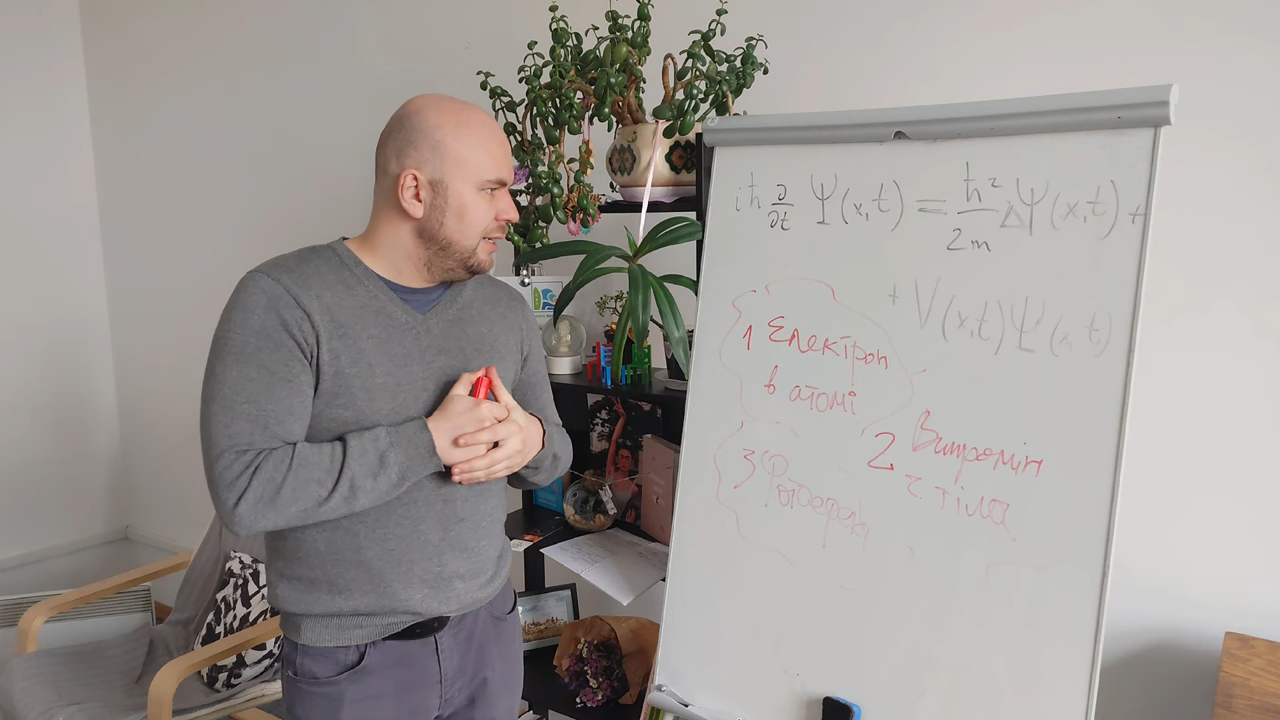 iħ ∂/∂t Ψ(x,t) = ħ²/2m ΔΨ(x,t) +
+ V(x,t)Ψ(x,t)
1 Електрон
в атомі
2 Випромін
ч. тіла
3 Фотоефект